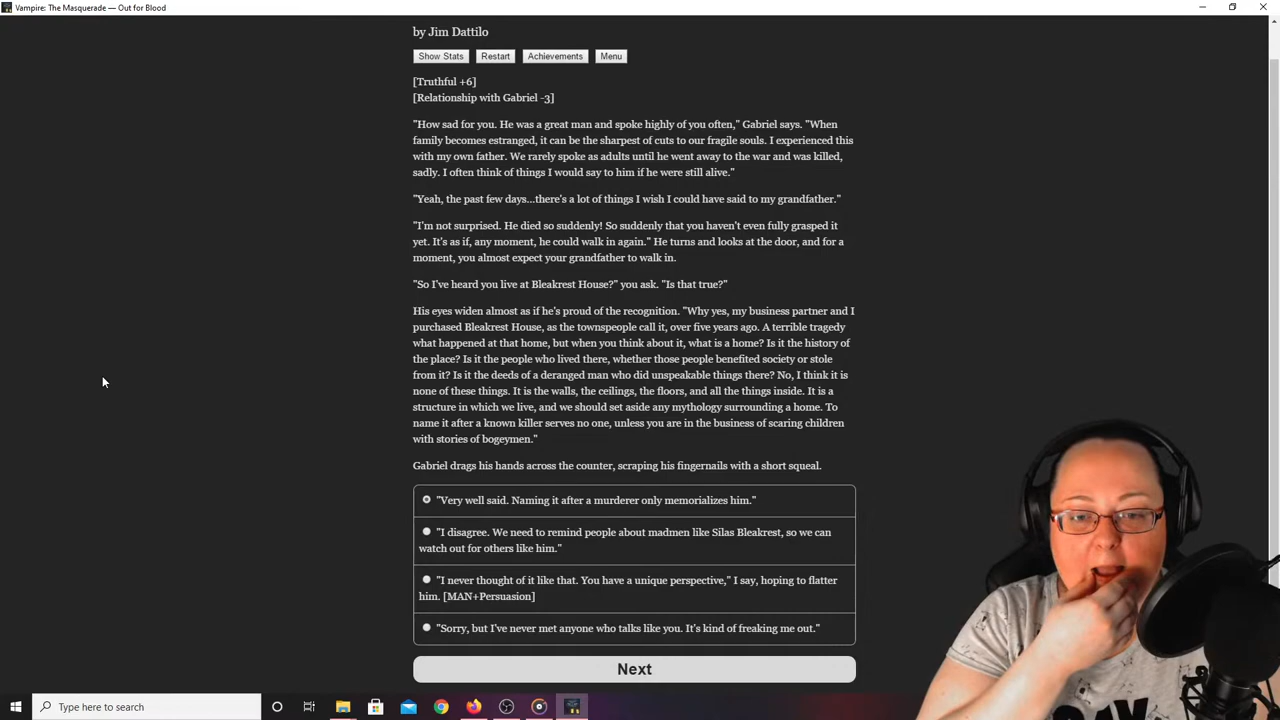 Vampire: The Masquerade — Out for Blood
by Jim Dattilo
Show Stats Restart Achievements Menu
[Truthful +6]
[Relationship with Gabriel -3]
"How sad for you. He was a great man and spoke highly of you often," Gabriel says. "When
family becomes estranged, it can be the sharpest of cuts to our fragile souls. I experienced this
with my own father. We rarely spoke as adults until he went away to the war and was killed,
sadly. I often think of things I would say to him if he were still alive."
"Yeah, the past few days...there's a lot of things I wish I could have said to my grandfather."
"I'm not surprised. He died so suddenly! So suddenly that you haven't even fully grasped it
yet. It's as if, any moment, he could walk in again." He turns and looks at the door, and for a
moment, you almost expect your grandfather to walk in.
"So I've heard you live at Bleakrest House?" you ask. "Is that true?"
His eyes widen almost as if he's proud of the recognition. "Why yes, my business partner and I
purchased Bleakrest House, as the townspeople call it, over five years ago. A terrible tragedy
what happened at that home, but when you think about it, what is a home? Is it the history of
the place? Is it the people who lived there, whether those people benefited society or stole
from it? Is it the deeds of a deranged man who did unspeakable things there? No, I think it is
none of these things. It is the walls, the ceilings, the floors, and all the things inside. It is a
structure in which we live, and we should set aside any mythology surrounding a home. To
name it after a known killer serves no one, unless you are in the business of scaring children
with stories of bogeymen."
Gabriel drags his hands across the counter, scraping his fingernails with a short squeal.
"Very well said. Naming it after a murderer only memorializes him."
"I disagree. We need to remind people about madmen like Silas Bleakrest, so we can
watch out for others like him."
"I never thought of it like that. You have a unique perspective," I say, hoping to flatter
him. [MAN+Persuasion]
"Sorry, but I've never met anyone who talks like you. It's kind of freaking me out."
Next
Type here to search